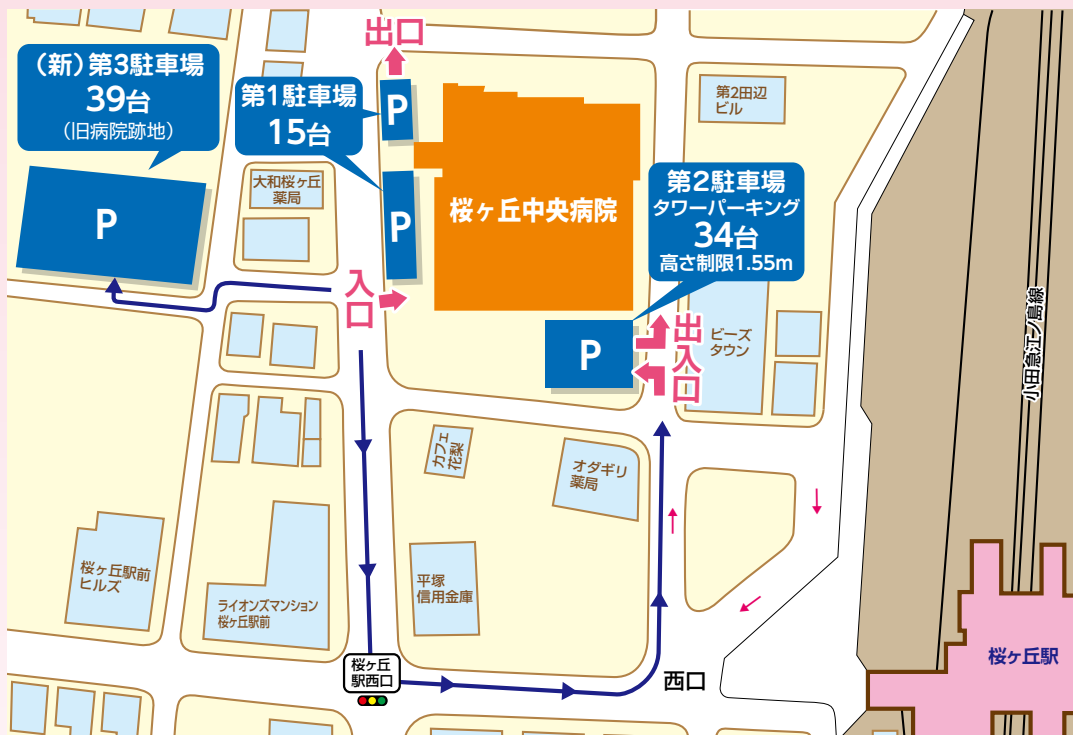 出口
（新）第3駐車場
39台
（旧病院跡地）
第1駐車場
15台
P
P
P
大和桜ヶ丘
薬局
桜ヶ丘中央病院
第2田辺
ビル
第2駐車場
タワーパーキング
34台
高さ制限1.55m
入口
P
出入口
ビーズ
タウン
小田急江ノ島線
カフェ
花梨
オダギリ
薬局
桜ヶ丘駅前
ヒルズ
ライオンズマンション
桜ヶ丘駅前
平塚
信用金庫
桜ヶ丘
駅西口
西口
桜ヶ丘駅